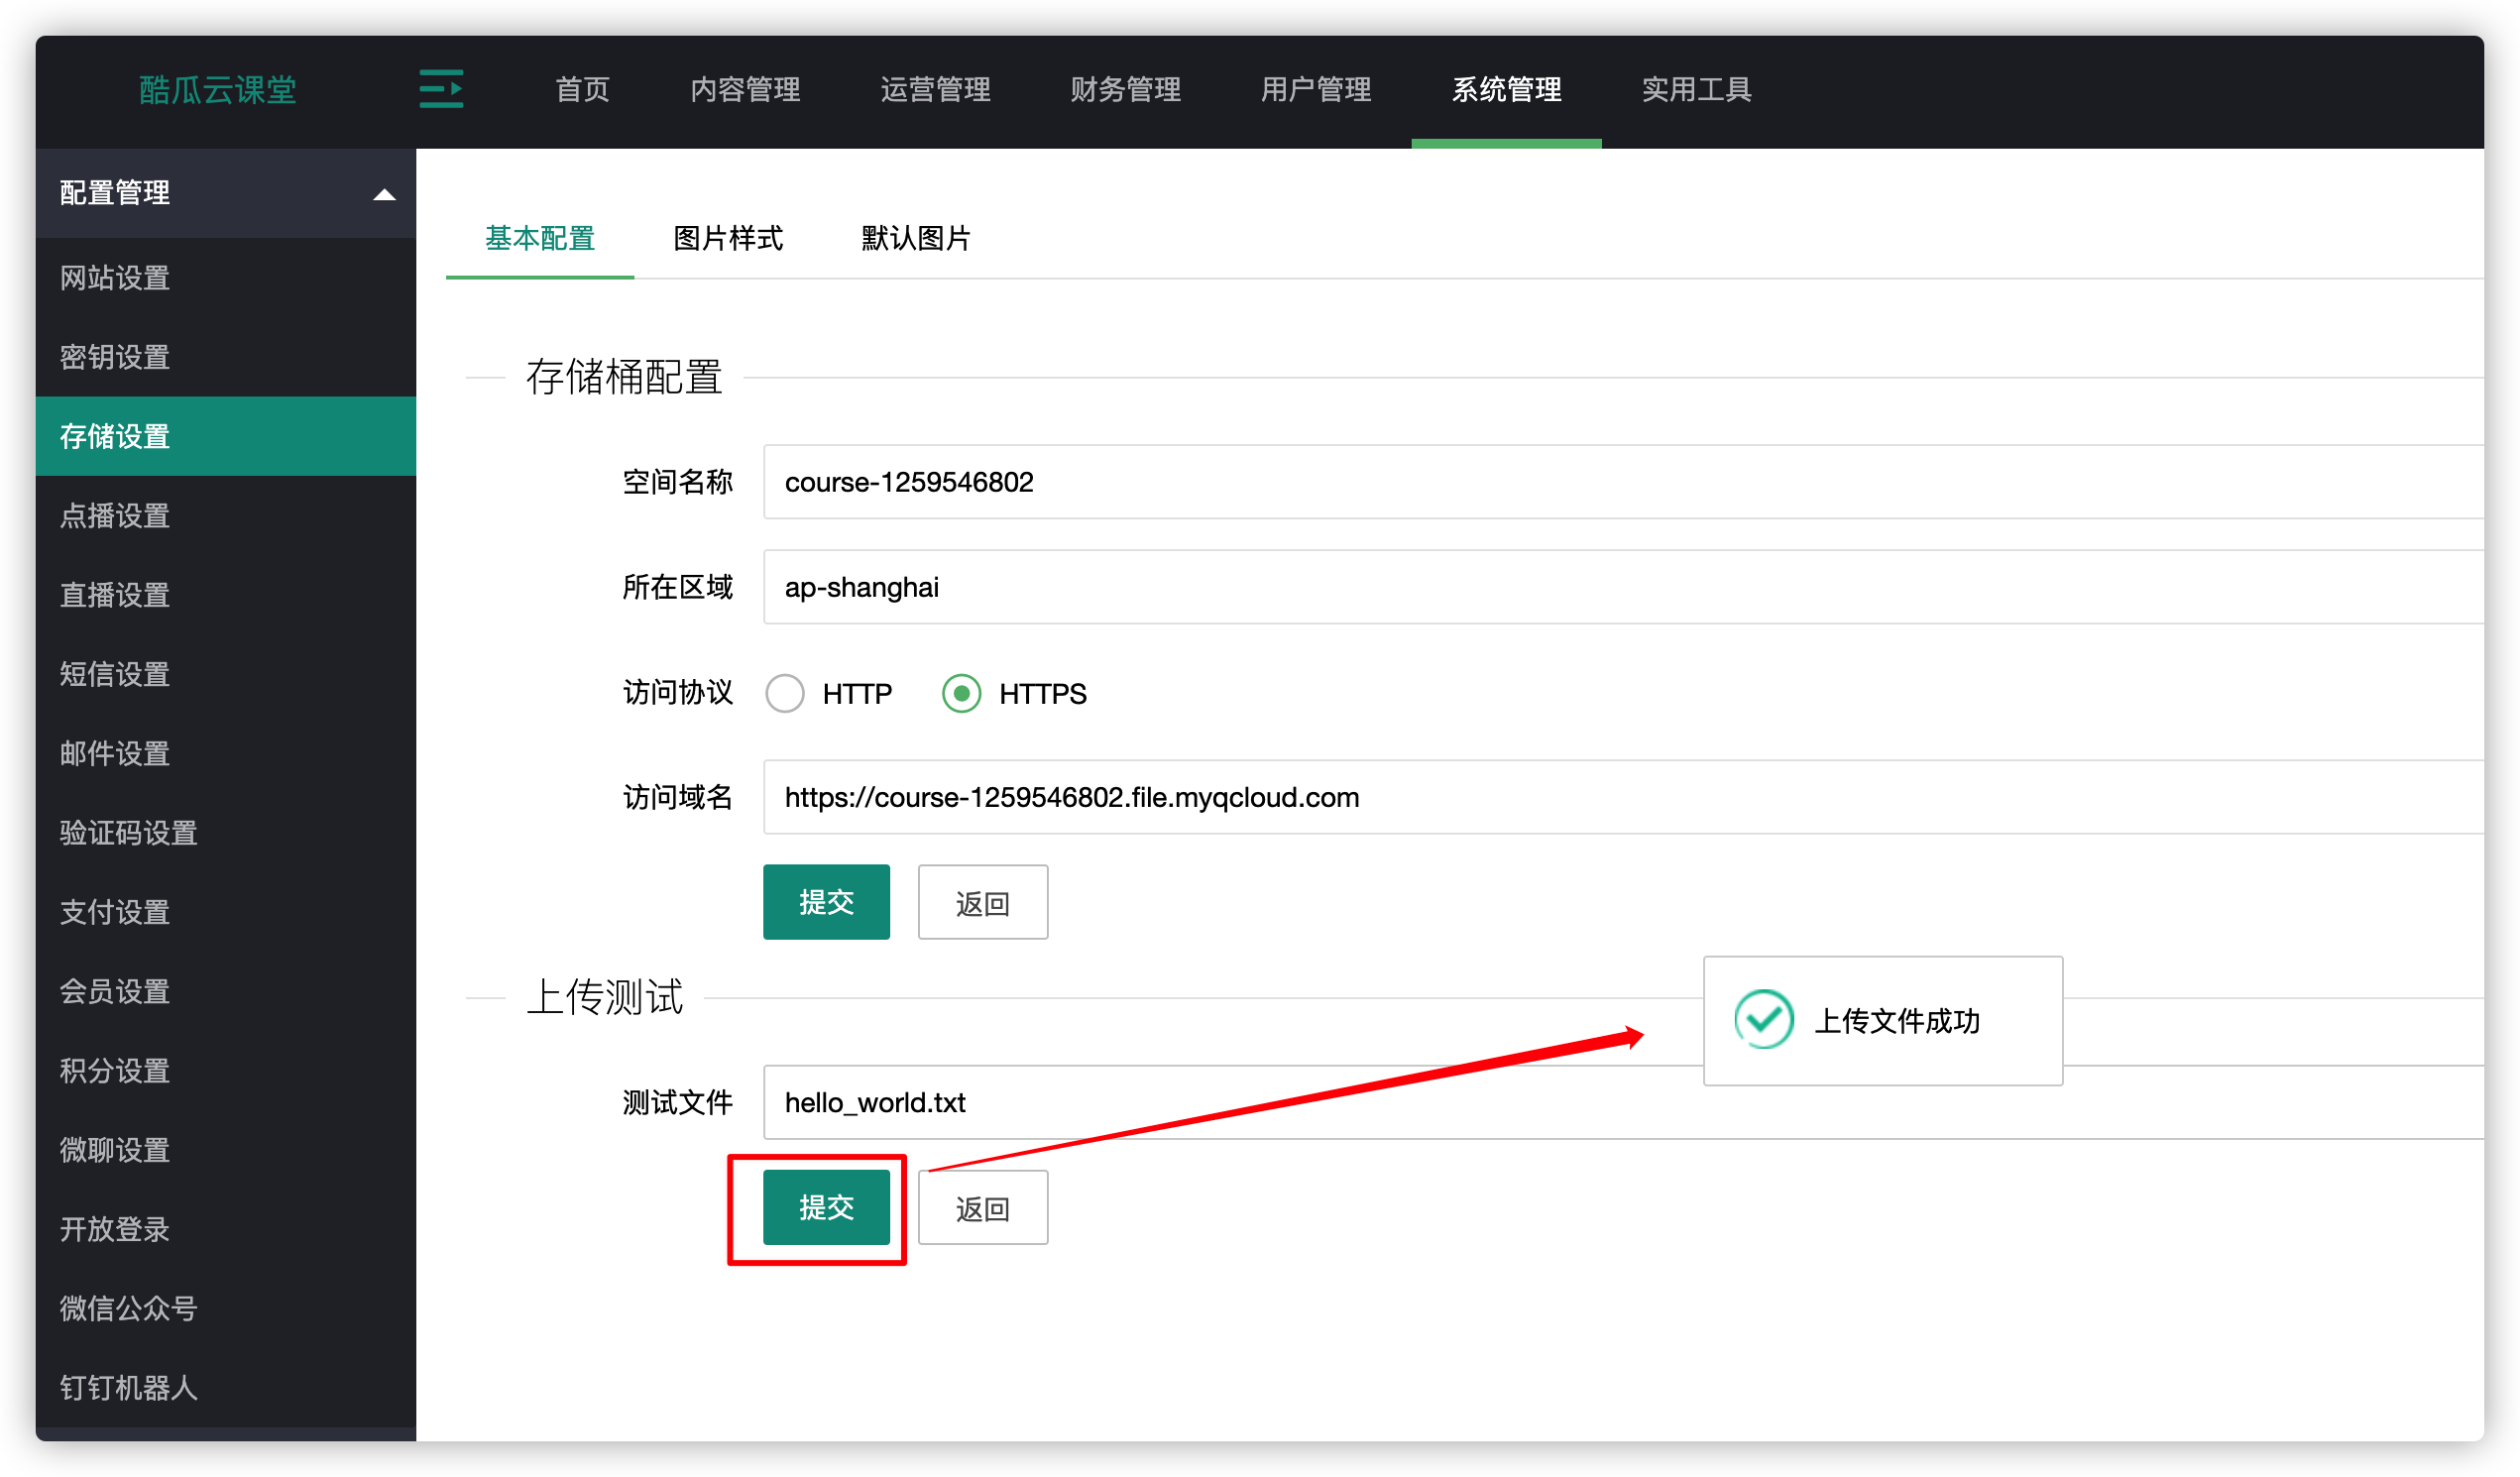 酷瓜云课堂
首页 内容管理 运营管理 财务管理 用户管理 系统管理 实用工具
配置管理
网站设置
密钥设置
存储设置
点播设置
直播设置
短信设置
邮件设置
验证码设置
支付设置
会员设置
积分设置
微聊设置
开放登录
微信公众号
钉钉机器人
基本配置 图片样式 默认图片
存储桶配置
空间名称 course-1259546802
所在区域 ap-shanghai
访问协议 HTTP HTTPS
访问域名 https://course-1259546802.file.myqcloud.com
提交 返回
上传测试
上传文件成功
测试文件 hello_world.txt
提交 返回